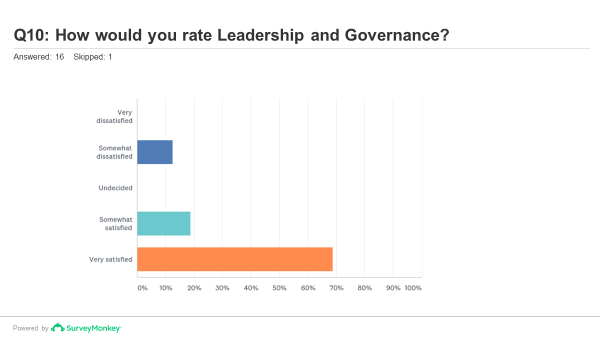 Q10: How would you rate Leadership and Governance?
Answered: 16 Skipped: 1
Very
dissatisfied
Somewhat
dissatisfied
Undecided
Somewhat
satisfied
Very satisfied
0% 10% 20% 30% 40% 50% 60% 70% 80% 90% 100%
Powered by SurveyMonkey